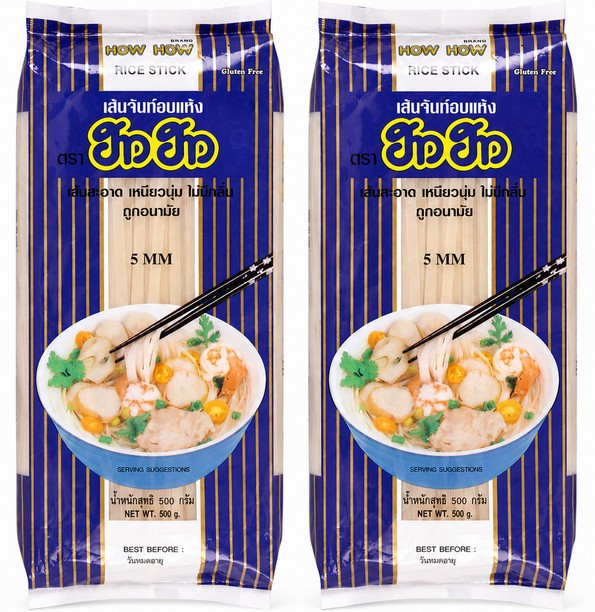 BRAND
HOW HOW
RICE STICK
Gluten Free
เส้นจันท์อบแห้ง
ตรา ฮาวฮาว
เส้นสะอาด เหนียวนุ่ม ไม่มีกลิ่น
ถูกอนามัย
5 MM
SERVING SUGGESTIONS
น้ำหนักสุทธิ 500 กรัม
NET WT. 500 g.
BEST BEFORE :
วันหมดอายุ
BRAND
HOW HOW
RICE STICK
Gluten Free
เส้นจันท์อบแห้ง
ตรา ฮาวฮาว
เส้นสะอาด เหนียวนุ่ม ไม่มีกลิ่น
ถูกอนามัย
5 MM
SERVING SUGGESTIONS
น้ำหนักสุทธิ 500 กรัม
NET WT. 500 g.
BEST BEFORE :
วันหมดอายุ